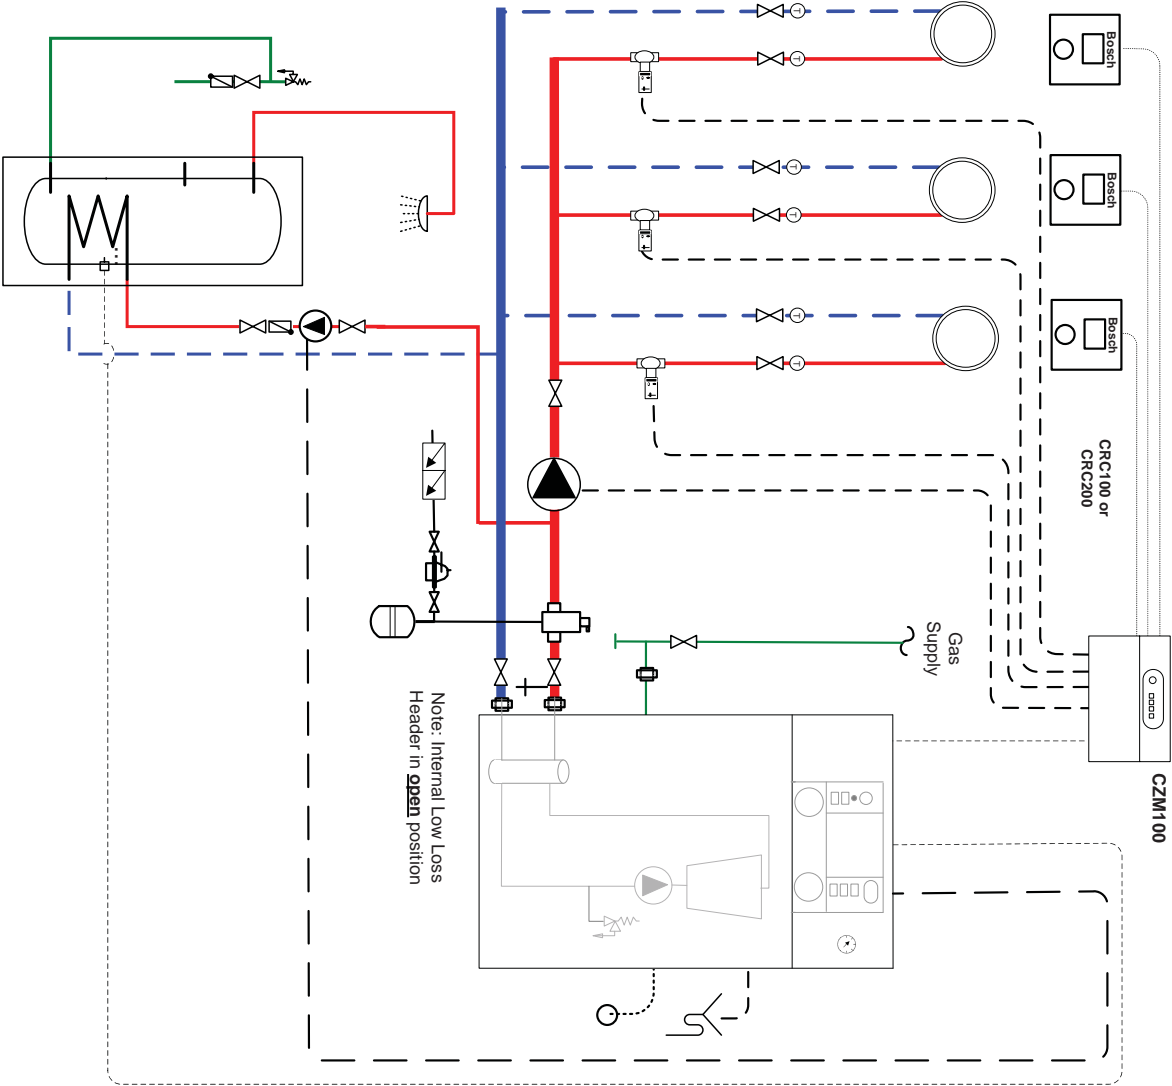 Bosch
Bosch
Bosch
CRC100 or
CRC200
T
T
T
T
T
T
Gas
Supply
CZM100
Note: Internal Low Loss
Header in open position